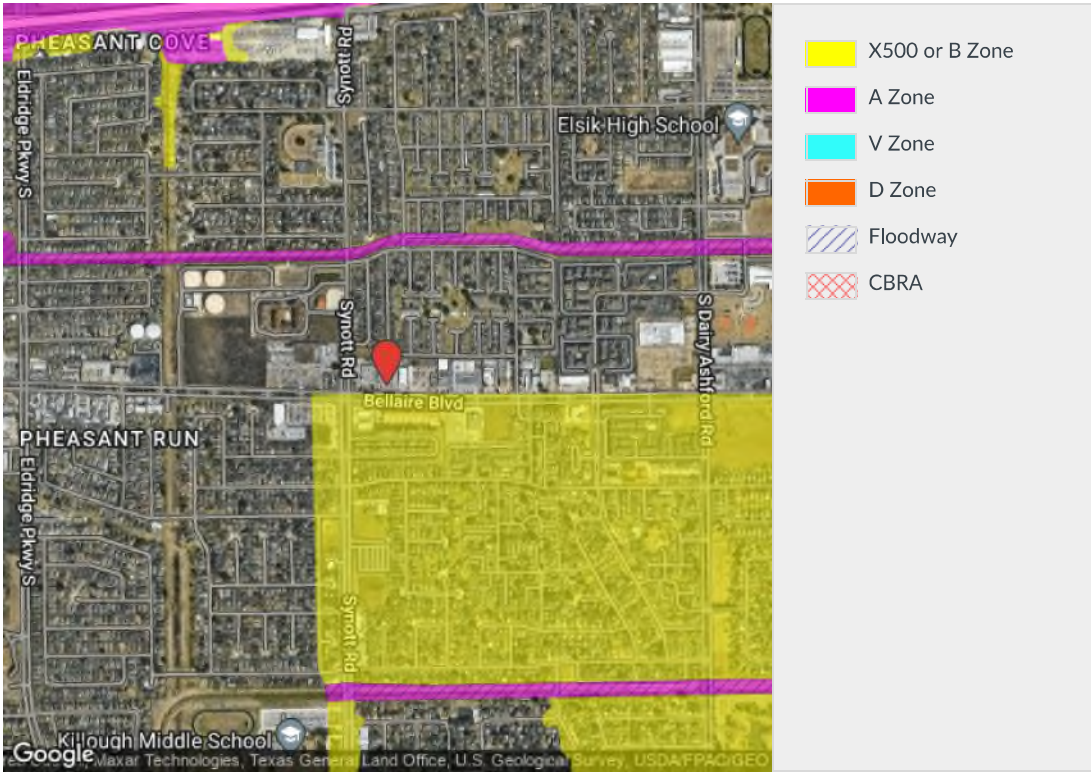 PHEASANT COVE
Synott Rd
Eldridge Pkwy S
Elsik High School
Synott Rd
S Dairy Ashford Rd
Bellaire Blvd
PHEASANT RUN
Eldridge Pkwy S
Synott Rd
Killough Middle School
Google
Maxar Technologies, Texas General Land Office, U.S. Geological Survey, USDA/FPAC/GEO
X500 or B Zone
A Zone
V Zone
D Zone
Floodway
CBRA